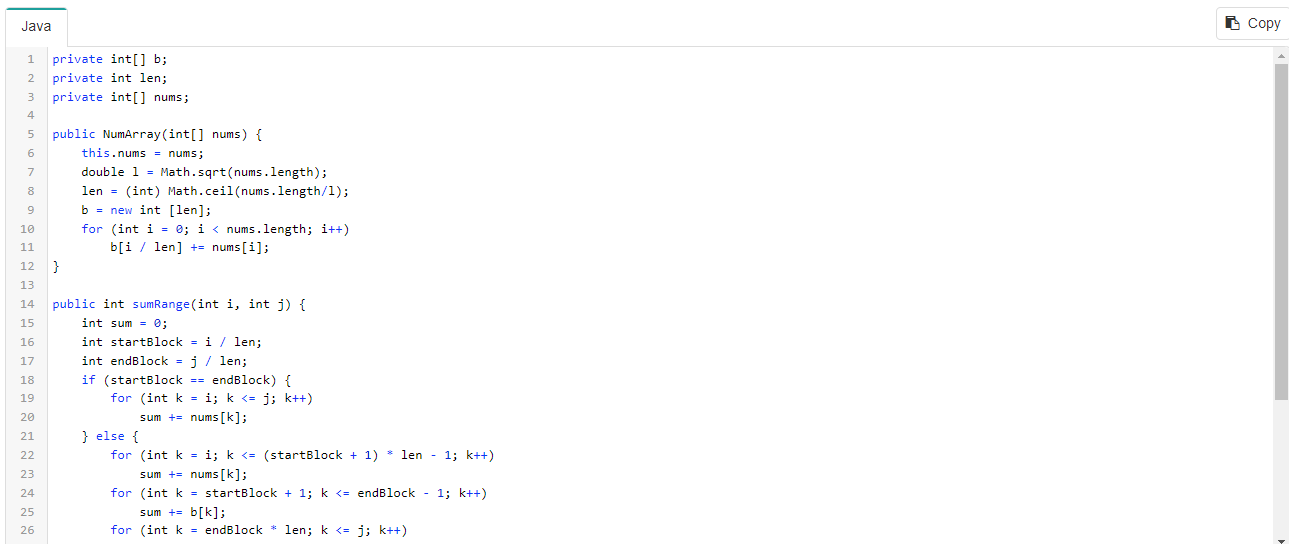 Java
Copy
1 private int[] b;
2 private int len;
3 private int[] nums;
4
5 public NumArray(int[] nums) {
6     this.nums = nums;
7     double l = Math.sqrt(nums.length);
8     len = (int) Math.ceil(nums.length/l);
9     b = new int [len];
10     for (int i = 0; i < nums.length; i++)
11         b[i / len] += nums[i];
12 }
13
14 public int sumRange(int i, int j) {
15     int sum = 0;
16     int startBlock = i / len;
17     int endBlock = j / len;
18     if (startBlock == endBlock) {
19         for (int k = i; k <= j; k++)
20             sum += nums[k];
21     } else {
22         for (int k = i; k <= (startBlock + 1) * len - 1; k++)
23             sum += nums[k];
24         for (int k = startBlock + 1; k <= endBlock - 1; k++)
25             sum += b[k];
26         for (int k = endBlock * len; k <= j; k++)